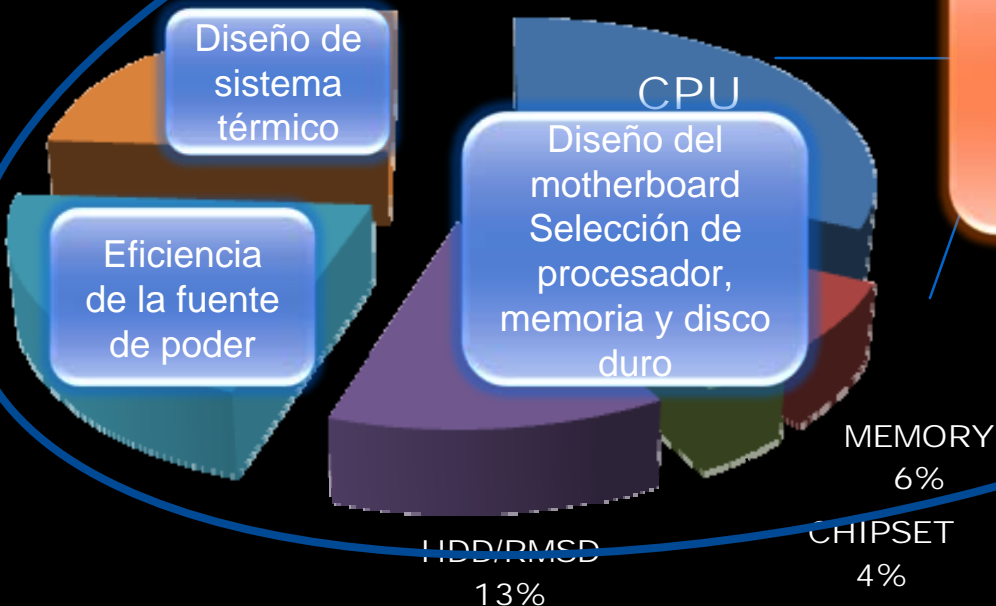 Diseño de
sistema
térmico
CPU
Diseño del
motherboard
Selección de
procesador,
memoria y disco
duro
Eficiencia
de la fuente
de poder
MEMORY
6%
CHIPSET
4%
HDD/RMSD
13%